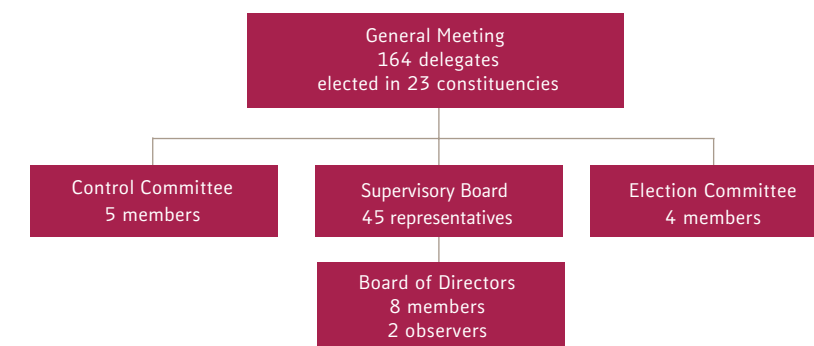 General Meeting
164 delegates
elected in 23 constituencies
Control Committee
5 members
Supervisory Board
45 representatives
Election Committee
4 members
Board of Directors
8 members
2 observers